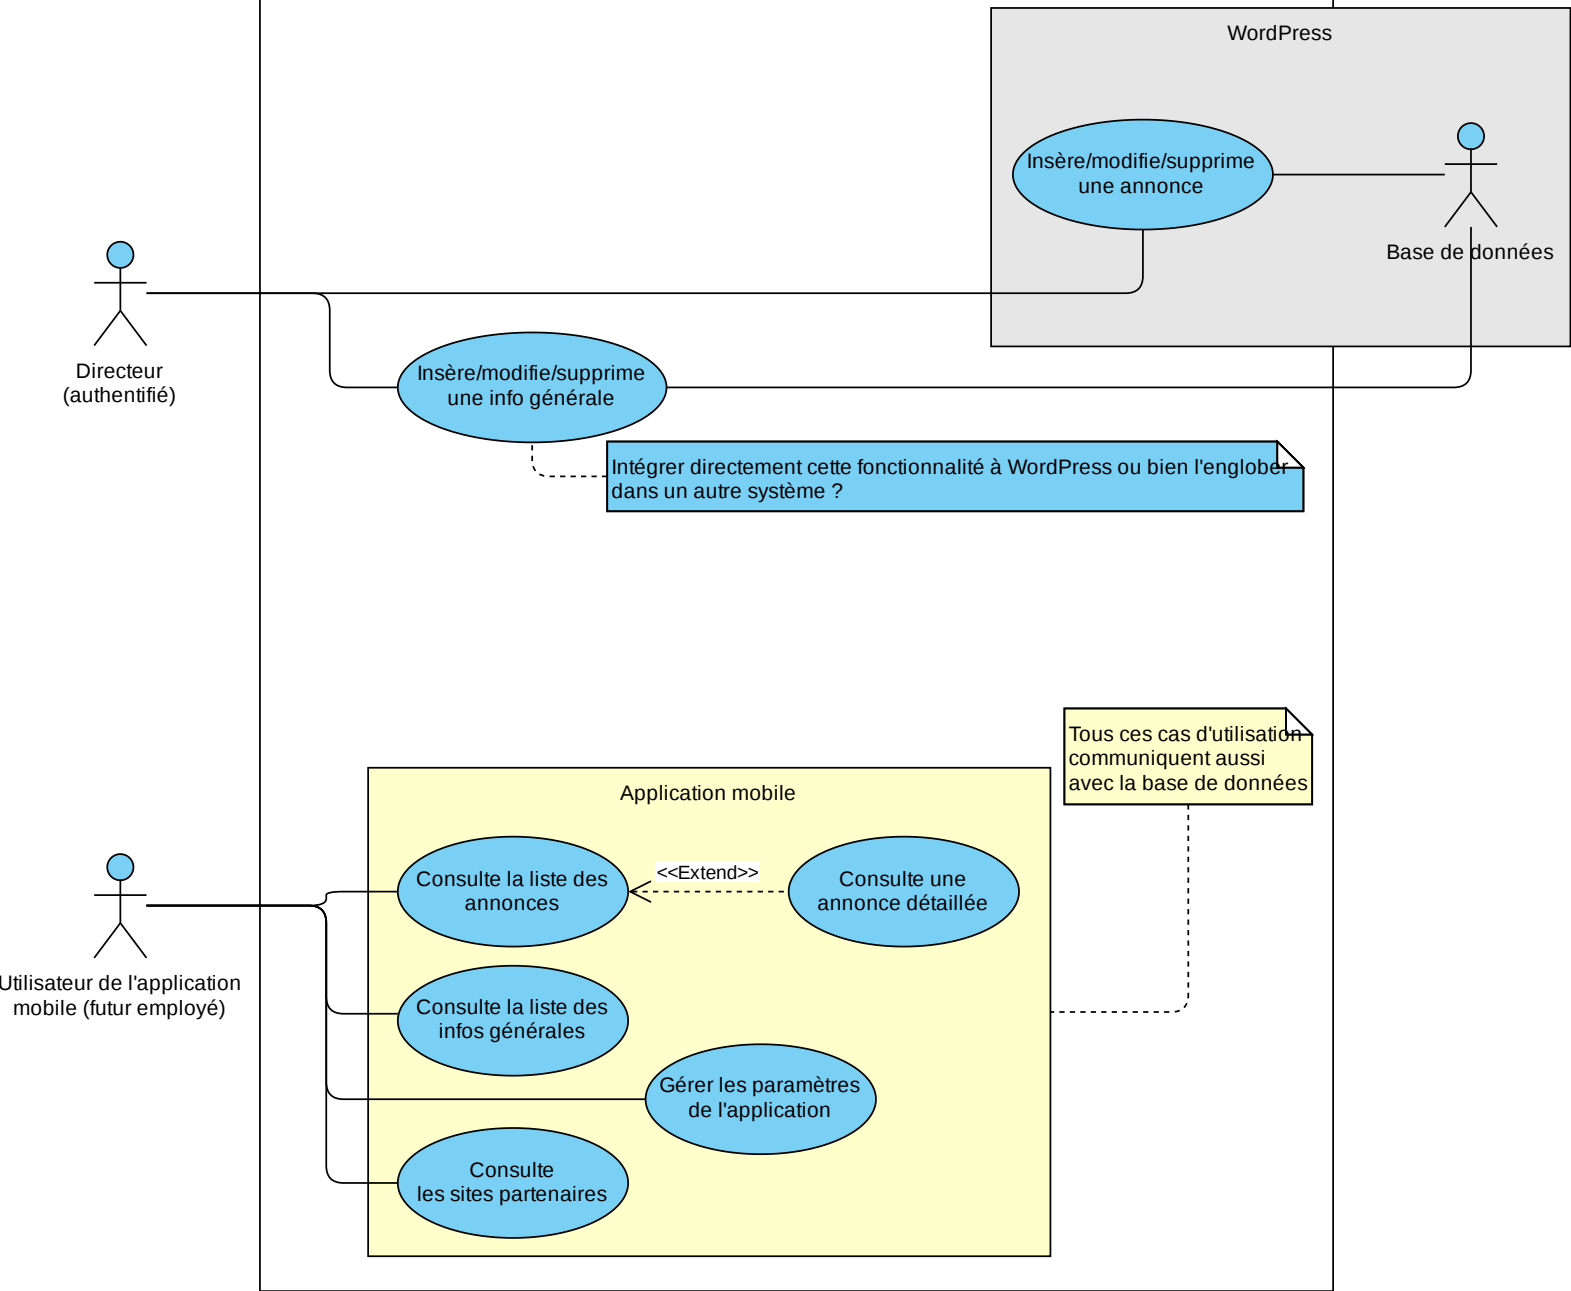 WordPress
Insère/modifie/supprime
une annonce
Base de données
Directeur
(authentifié)
Insère/modifie/supprime
une info générale
Intégrer directement cette fonctionnalité à WordPress ou bien l'englober
dans un autre système ?
Tous ces cas d'utilisation
communiquent aussi
avec la base de données
Application mobile
Consulte la liste des
annonces
<<Extend>>
Consulte une
annonce détaillée
Utilisateur de l'application
mobile (futur employé)
Consulte la liste des
infos générales
Gérer les paramètres
de l'application
Consulte
les sites partenaires